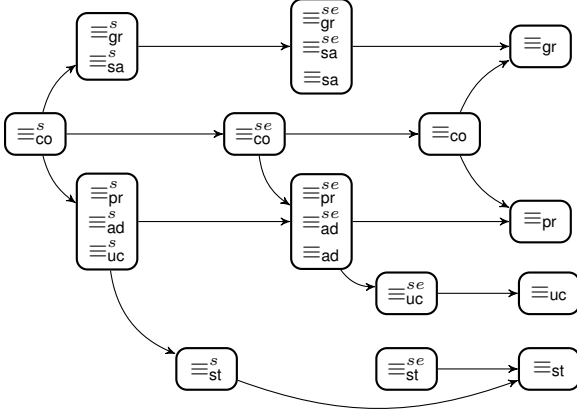 ≡ˢ_gr
≡ˢ_sa
≡ˢᵉ_gr
≡ˢᵉ_sa
≡_sa
≡_gr
≡ˢ_co
≡ˢᵉ_co
≡_co
≡ˢ_pr
≡ˢ_ad
≡ˢ_uc
≡ˢᵉ_pr
≡ˢᵉ_ad
≡_ad
≡_pr
≡ˢᵉ_uc
≡_uc
≡ˢ_st
≡ˢᵉ_st
≡_st